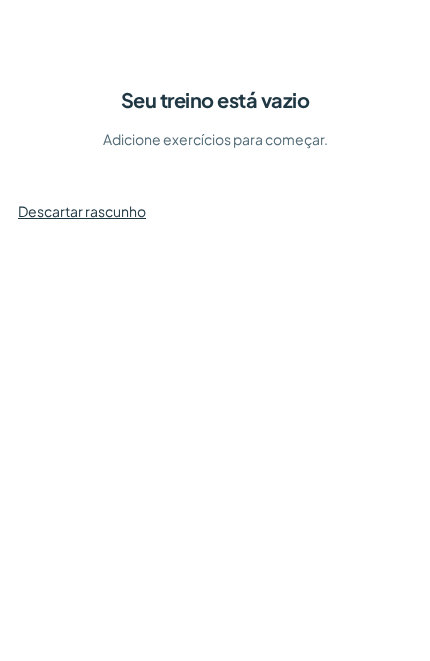 Seu treino está vazio
Adicione exercícios para começar.
Descartar rascunho